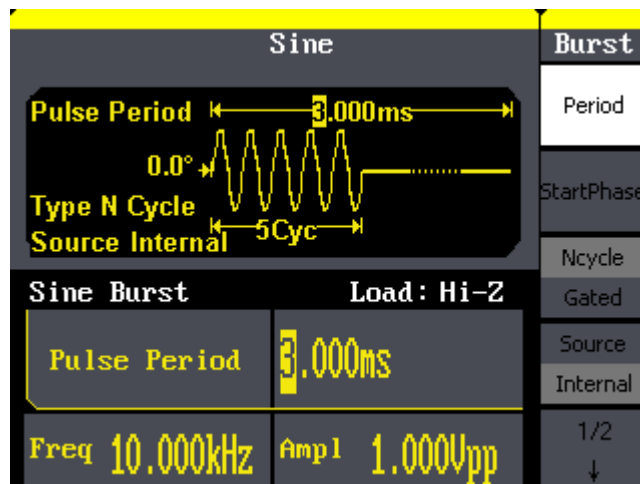 Sine
Burst
Pulse Period 3.000ms
Period
0.0°
StartPhase
Type N Cycle
Source Internal 5Cyc
Ncycle
Gated
Sine Burst Load: Hi-Z
Source
Internal
Pulse Period 3.000ms
1/2
Freq 10.000kHz Ampl 1.000Vpp